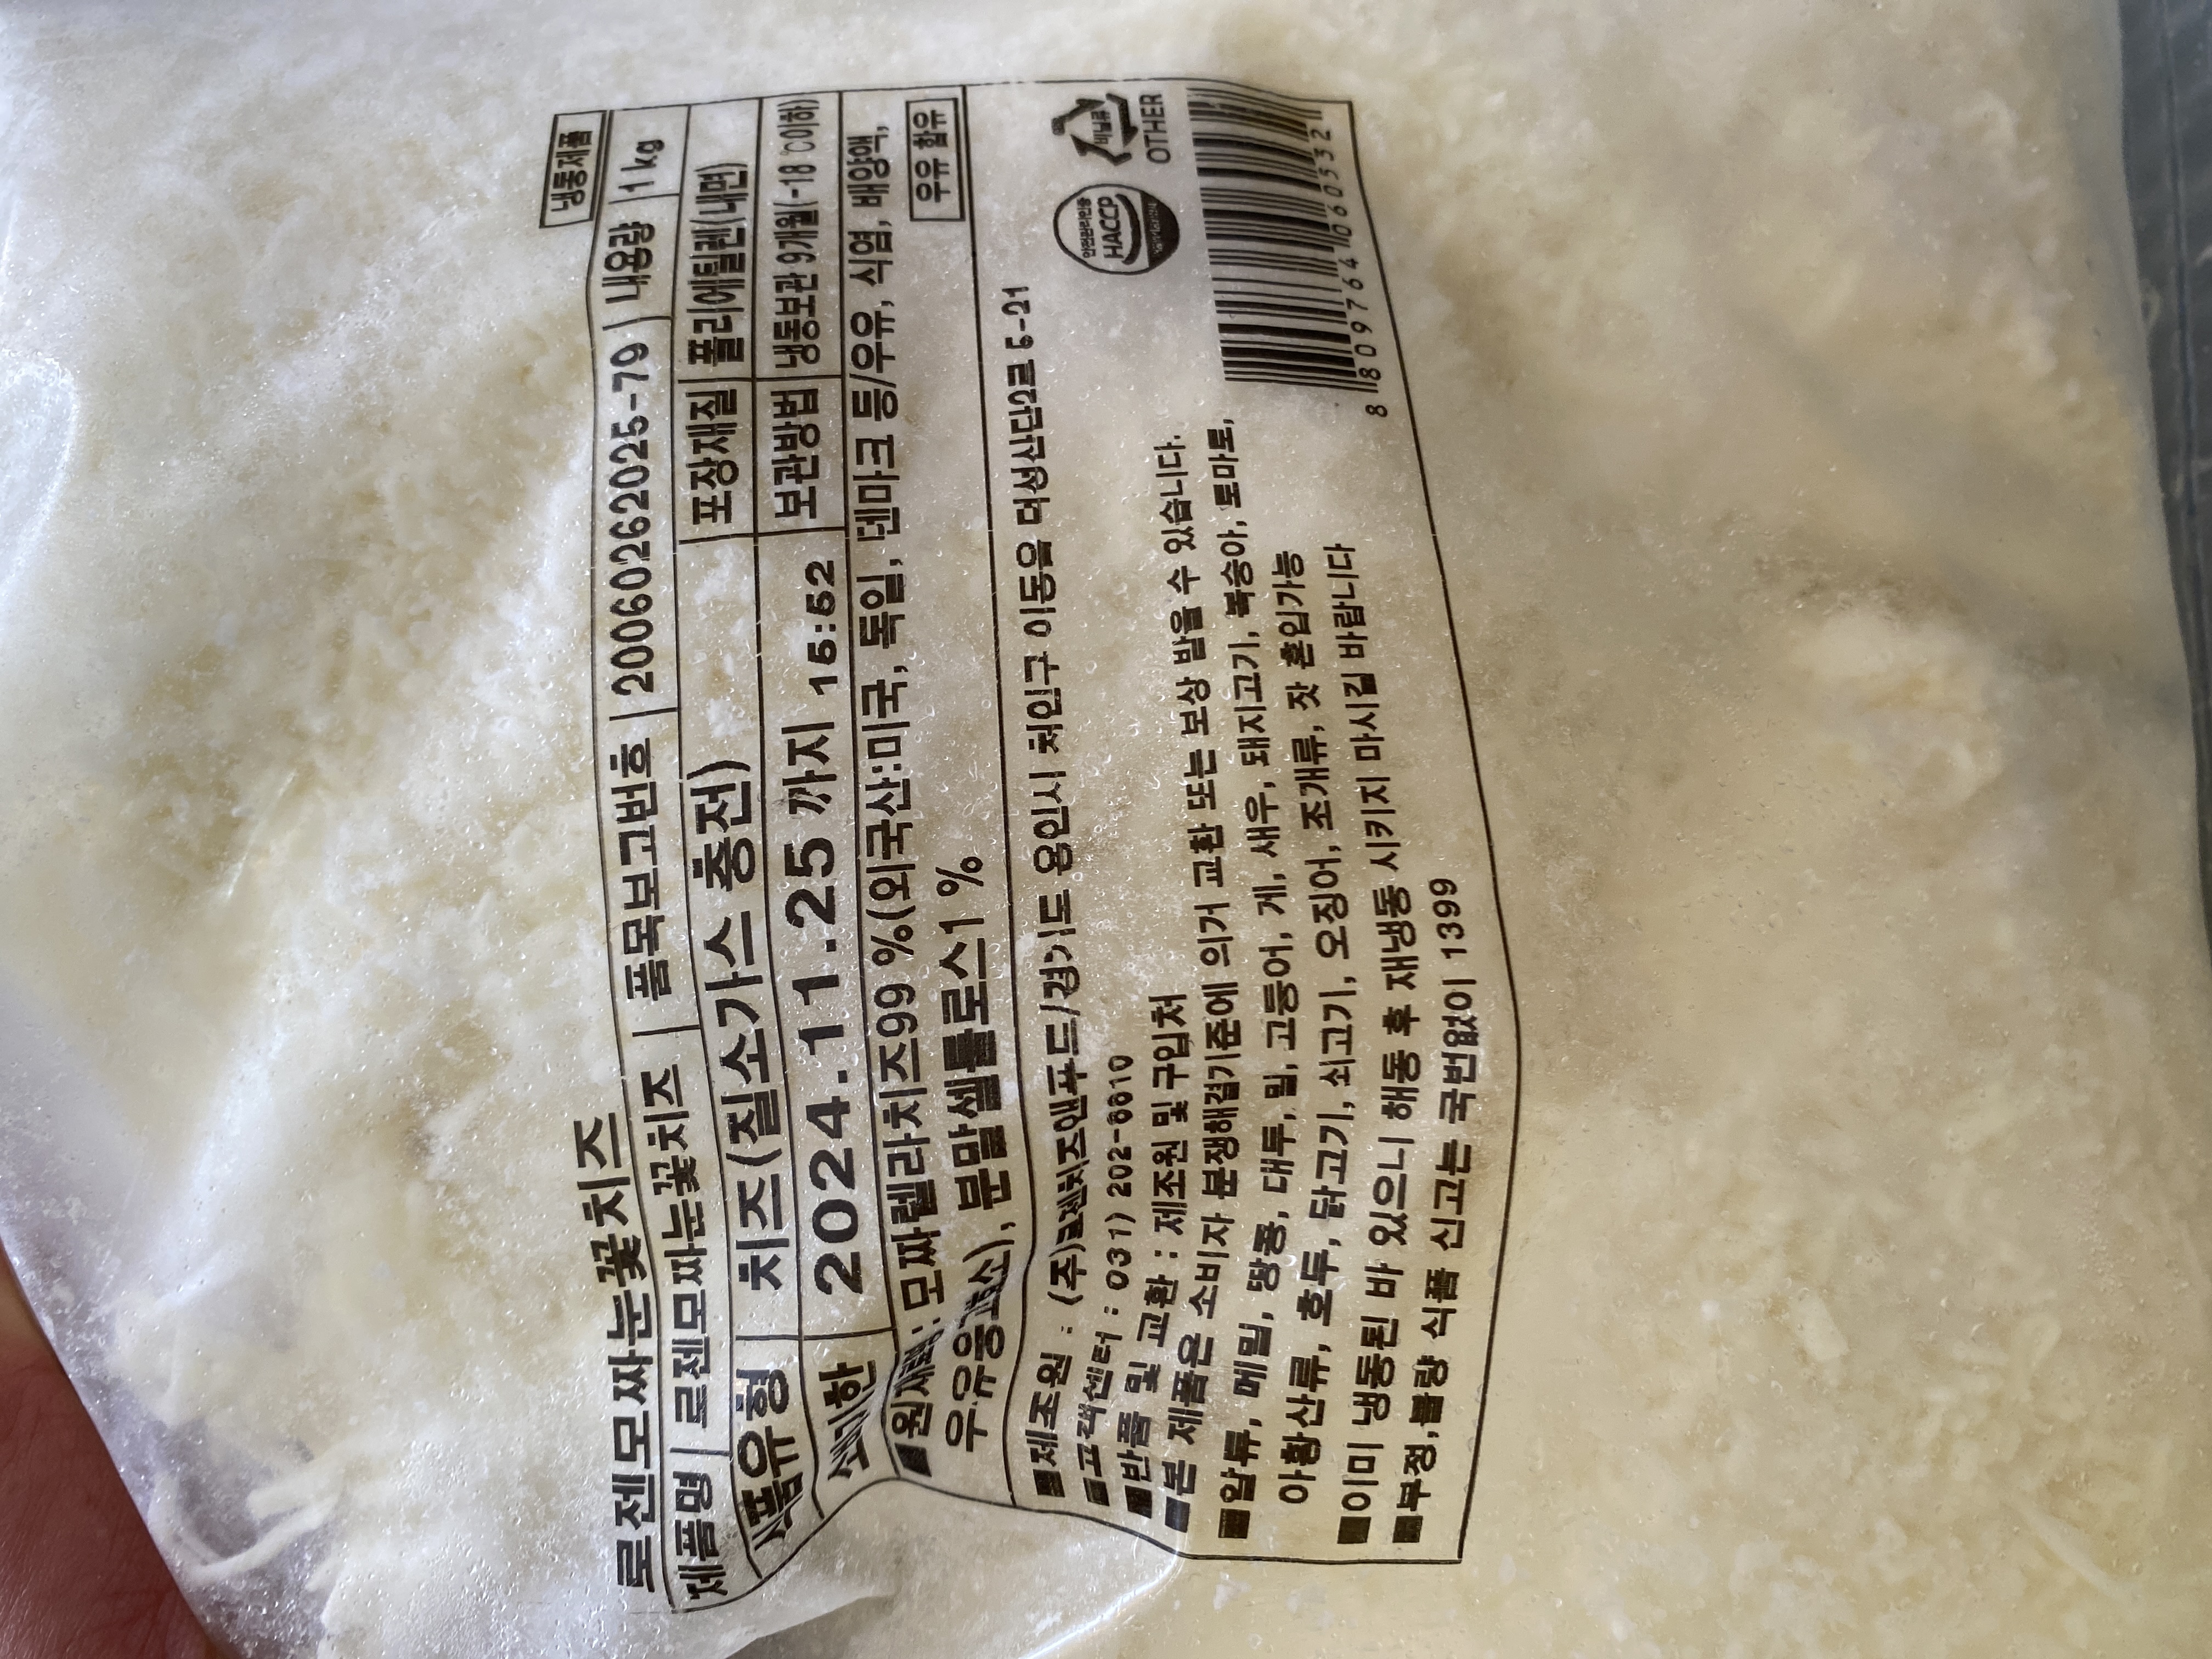 냉동제품
로젠모짜눈꽃치즈
제품명 로젠모짜눈꽃치즈 품목보고번호 20060262025-79 내용량 1kg
제품유형 치즈(질소가스 충전) 포장재질 폴리에틸렌(내면)
소비기한 2024.11.25 까지 15:52 보관방법 냉동보관 9개월(-18℃이하)
■원재료: 모짜렐라치즈99 %(외국산:미국, 독일, 덴마크 등/우유, 식염, 배양액,
우유응고효소), 분말셀룰로스1 %
우유 함유
■제조원 : (주)로젠치즈앤푸드/경기도 용인시 처인구 이동읍 덕성산단2로 5-21
■고객센터 : 031) 202-6610
■반품 및 교환 : 제조원 및 구입처
■본 제품은 소비자 분쟁해결기준에 의거 교환 또는 보상 받을 수 있습니다.
■알류, 메밀, 땅콩, 대두, 밀, 고등어, 게, 새우, 돼지고기, 복숭아, 토마토,
아황산류, 호두, 닭고기, 쇠고기, 오징어, 조개류, 잣 혼입가능
■이미 냉동된 바 있으니 해동 후 재냉동 시키지 마시길 바랍니다
■부정,불량 식품 신고는 국번없이 1399
안전관리인증
HACCP
비닐류
OTHER
8 809764 060532